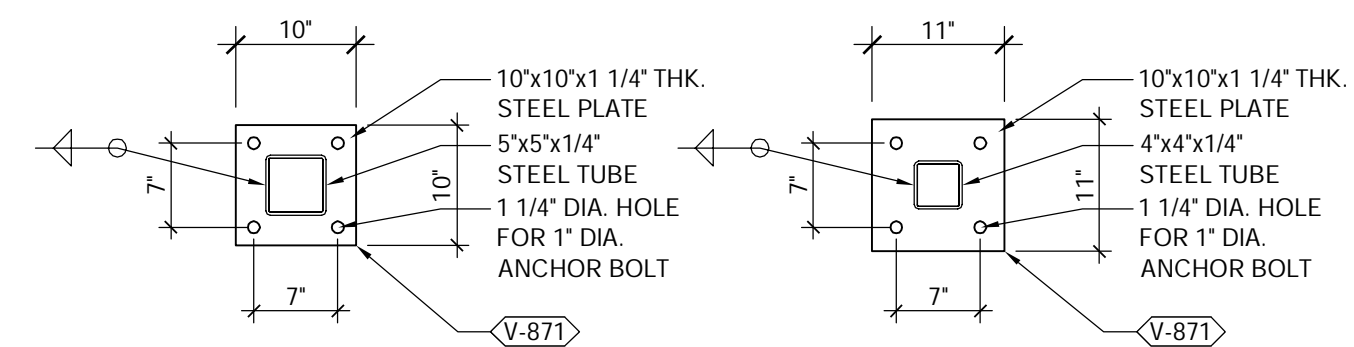 10"
10"x10"x1 1/4" THK.
STEEL PLATE
5"x5"x1/4"
STEEL TUBE
1 1/4" DIA. HOLE
FOR 1" DIA.
ANCHOR BOLT
7"
10"
7"
V-871
11"
10"x10"x1 1/4" THK.
STEEL PLATE
4"x4"x1/4"
STEEL TUBE
1 1/4" DIA. HOLE
FOR 1" DIA.
ANCHOR BOLT
7"
11"
7"
V-871